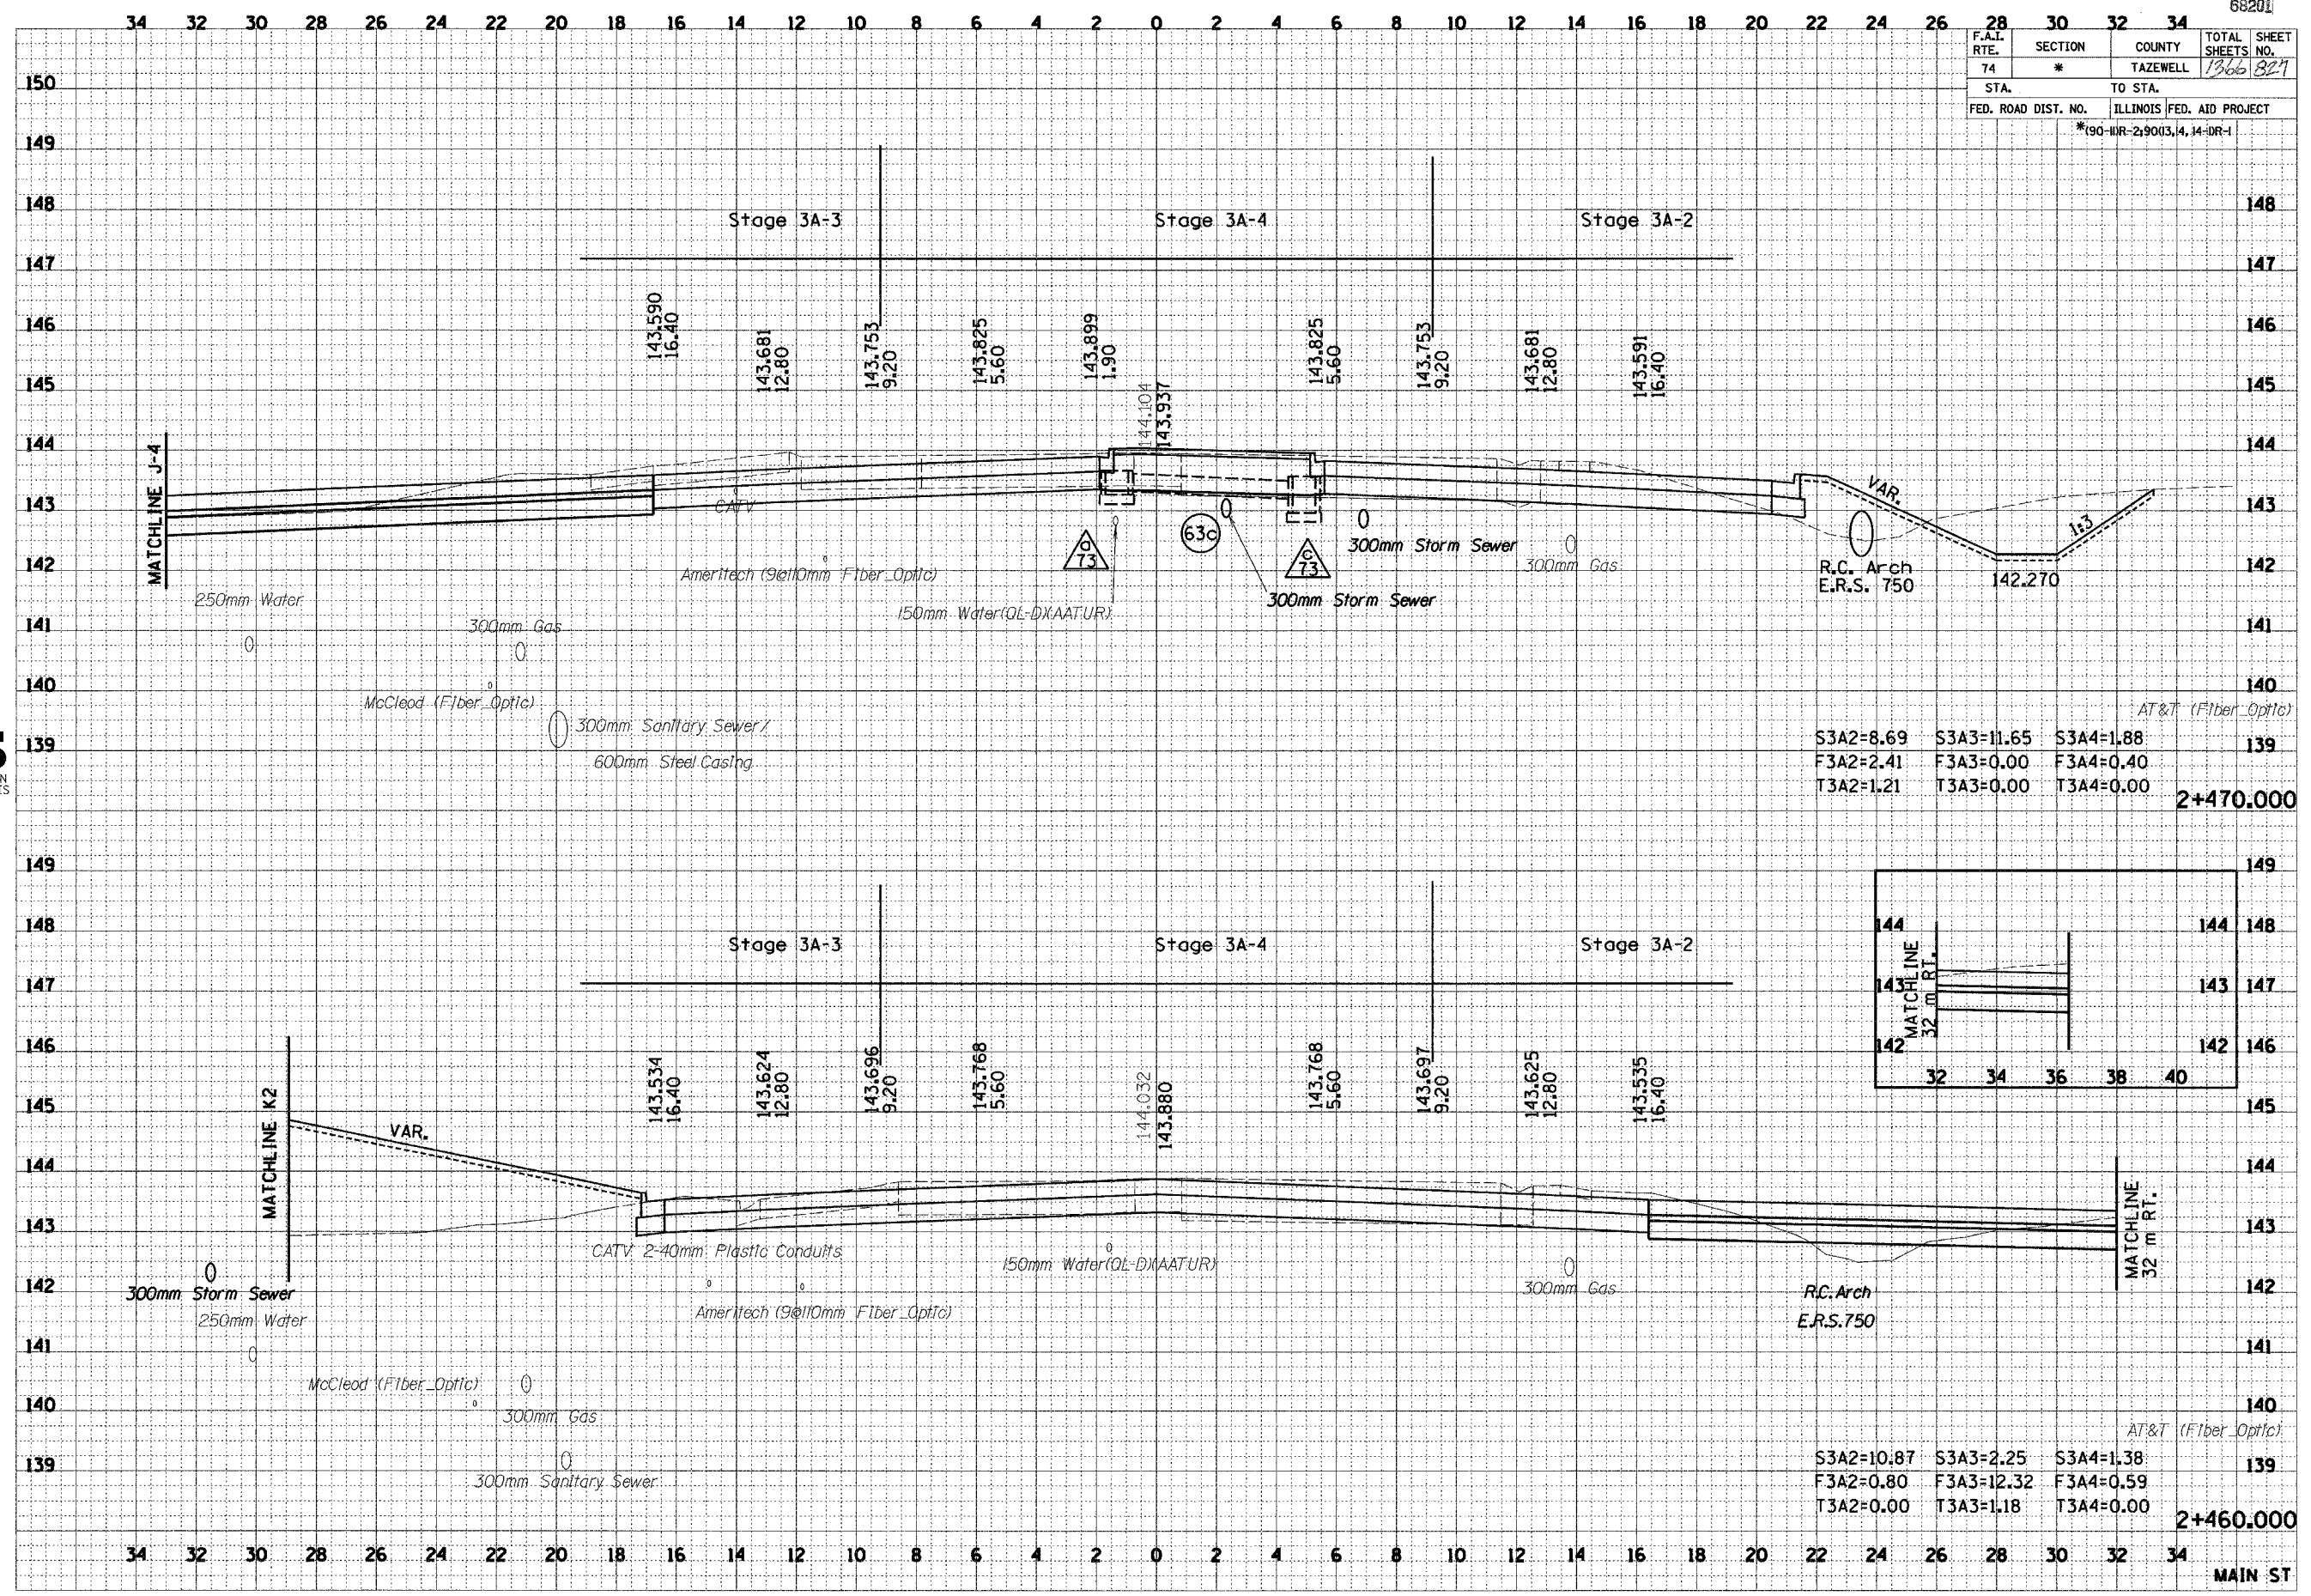 68201
34 32 30 28 26 24 22 20 18 16 14 12 10 8 6 4 2 0 2 4 6 8 10 12 14 16 18 20 22 24 26 28 30 32 34
F.A.I. RTE. SECTION COUNTY TOTAL SHEETS SHEET NO.
74 * TAZEWELL 1366 827
STA. TO STA.
FED. ROAD DIST. NO. ILLINOIS FED. AID PROJECT
150
149
148 Stage 3A-3 Stage 3A-4 Stage 3A-2 148
147 147
146 146
145 145
143.590
16.40
143.681
12.80
143.753
9.20
143.825
5.60
143.899
1.90
144.104
143.937
143.825
5.60
143.753
9.20
143.681
12.80
143.591
16.40
144 144
MATCHLINE J-4
143 143
VAR.
1:3
CATV
a
73
63c
c
73
300mm Storm Sewer
300mm Gas
R.C. Arch
E.R.S. 750
142.270
142 142
Ameritech (9@110mm Fiber_Optic)
300mm Storm Sewer
250mm Water
150mm Water(QL-D)(AATUR)
300mm Gas
141 141
140 140
McCleod (Fiber_Optic)
AT&T (Fiber_Optic)
300mm Sanitary Sewer/
600mm Steel Casing
139 139
S3A2=8.69 S3A3=11.65 S3A4=1.88
F3A2=2.41 F3A3=0.00 F3A4=0.40
T3A2=1.21 T3A3=0.00 T3A4=0.00
2+470.000
149 149
148 Stage 3A-3 Stage 3A-4 Stage 3A-2 144 144 148
147 143 143 147
MATCHLINE
32 m RT.
146 142 142 146
32 34 36 38 40
143.534
16.40
143.624
12.80
143.696
9.20
143.768
5.60
144.032
143.880
143.768
5.60
143.697
9.20
143.625
12.80
143.535
16.40
145 145
MATCHLINE K2
VAR.
144 144
143 143
MATCHLINE
32 m RT.
CATV 2-40mm Plastic Conduits
150mm Water(QL-D)(AATUR)
300mm Gas
142 142
300mm Storm Sewer
R.C. Arch
E.R.S.750
Ameritech (9@110mm Fiber_Optic)
250mm Water
141 141
McCleod (Fiber_Optic)
140 140
300mm Gas
AT&T (Fiber_Optic)
139 139
300mm Sanitary Sewer
S3A2=10.87 S3A3=2.25 S3A4=1.38
F3A2=0.80 F3A3=12.32 F3A4=0.59
T3A2=0.00 T3A3=1.18 T3A4=0.00
2+460.000
34 32 30 28 26 24 22 20 18 16 14 12 10 8 6 4 2 0 2 4 6 8 10 12 14 16 18 20 22 24 26 28 30 32 34
MAIN ST